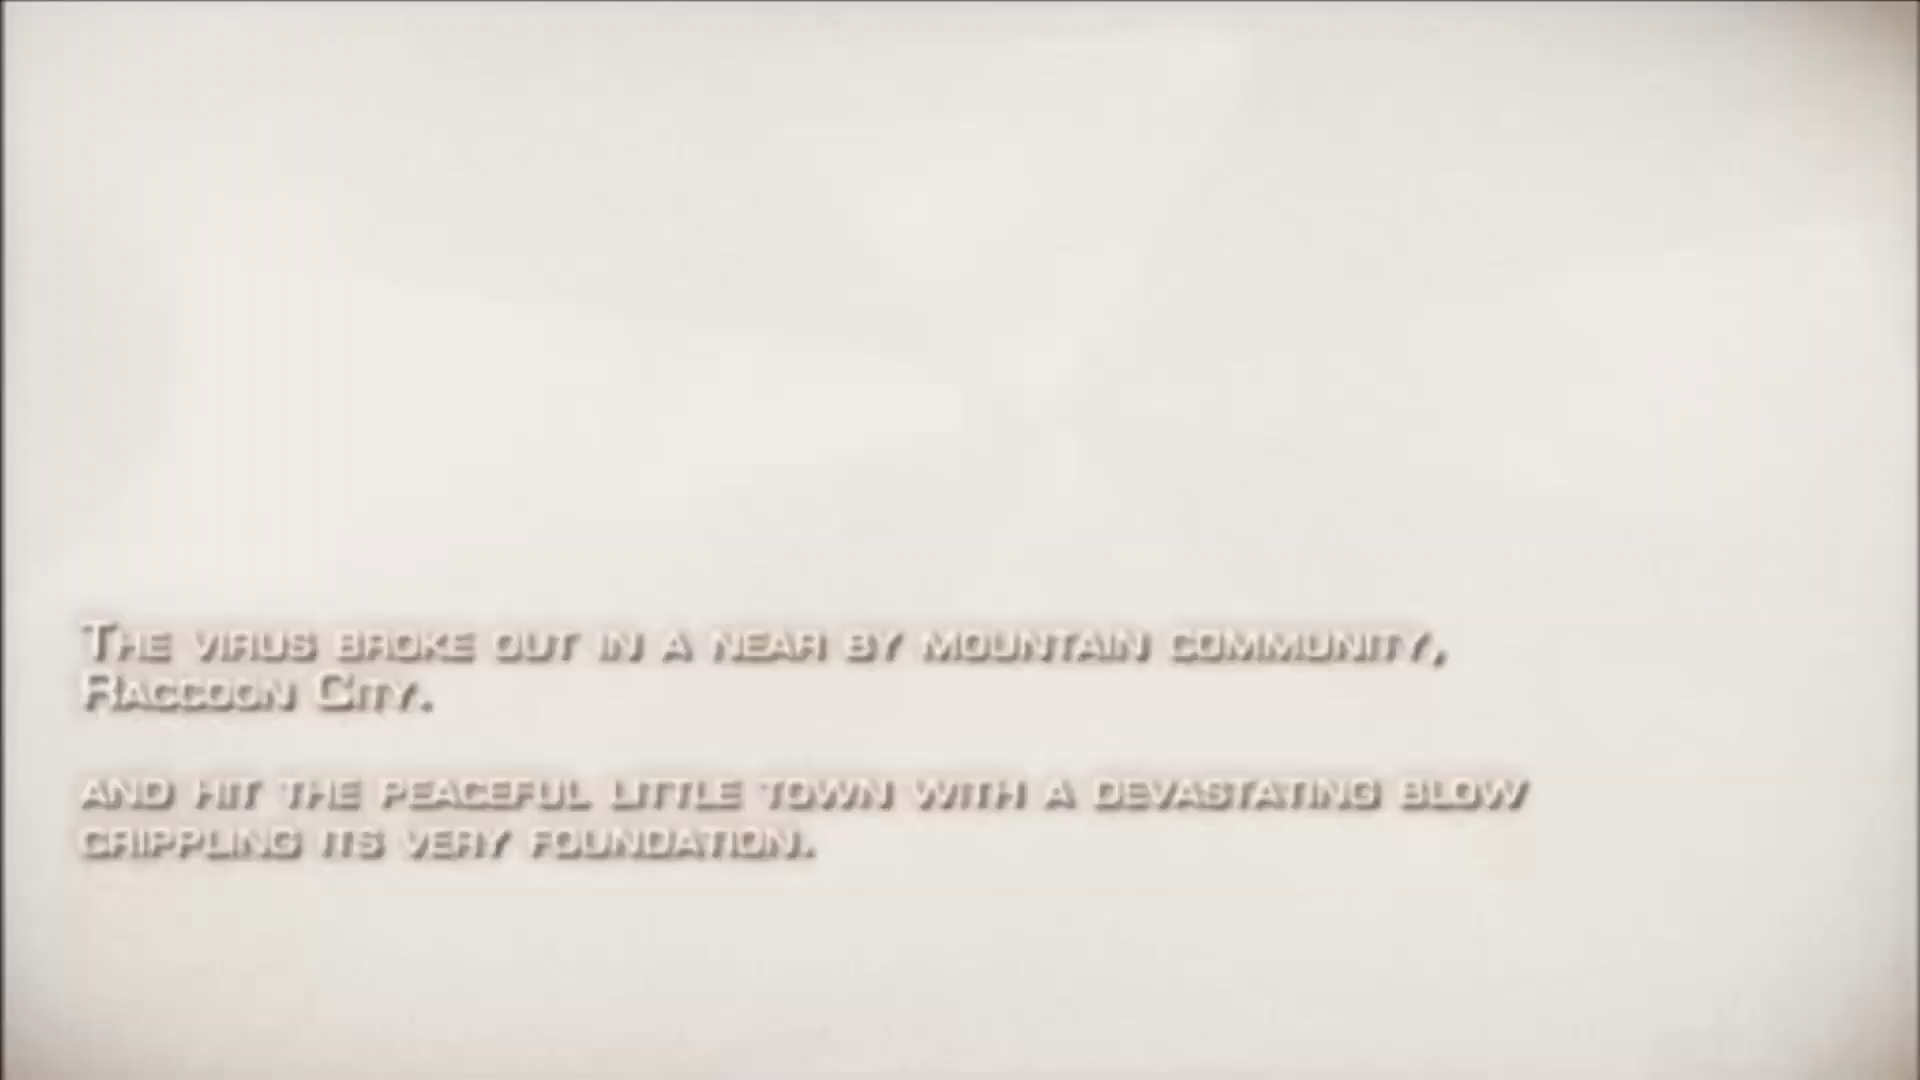 The virus broke out in a near by mountain community,
Raccoon City.
and hit the peaceful little town with a devastating blow
crippling its very foundation.